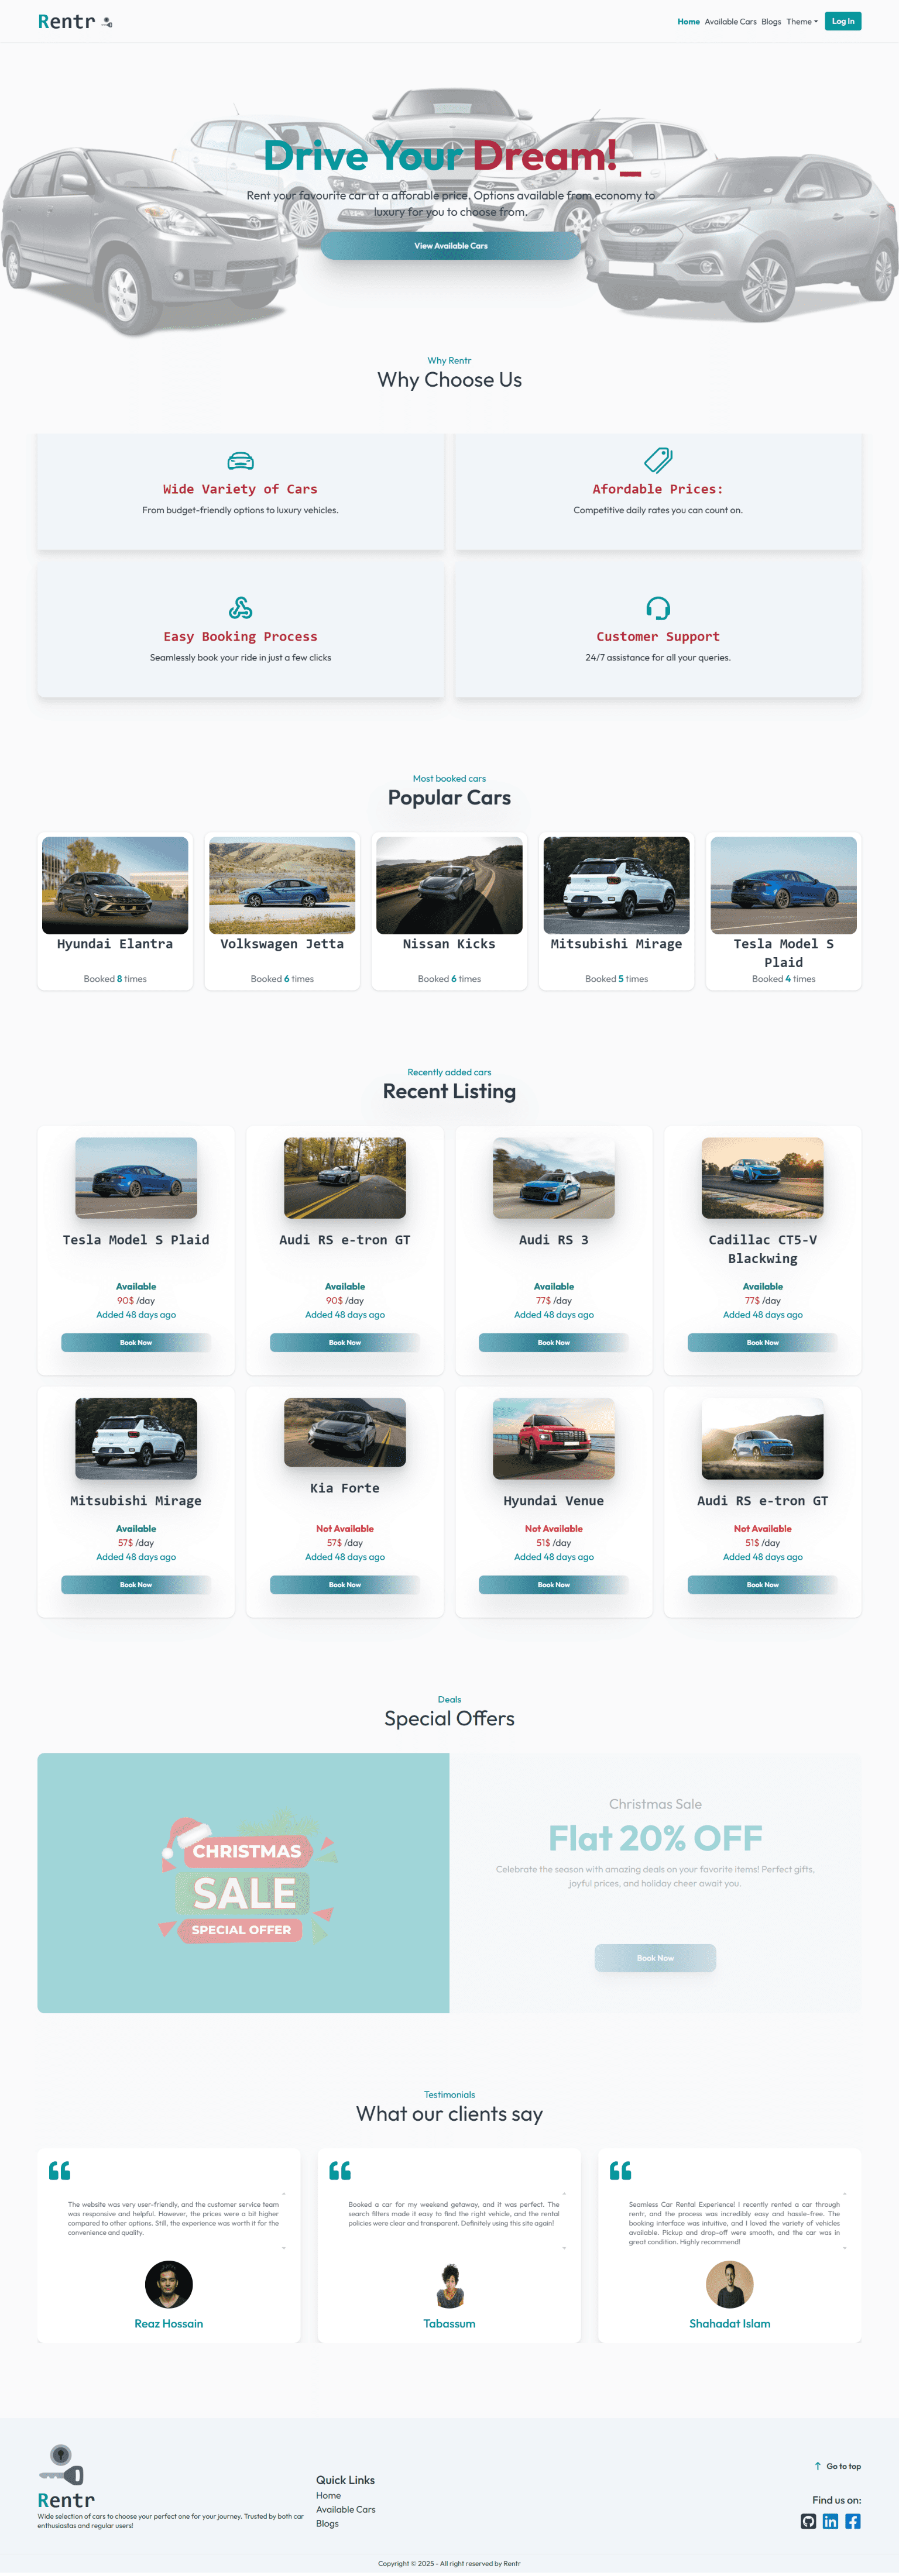 Rentr
Home Available Cars Blogs Theme Log In
Drive Your Dream!_
Rent your favourite car at a afforable price. Options available from economy to
luxury for you to choose from.
View Available Cars
Why Rentr
Why Choose Us
Wide Variety of Cars
From budget-friendly options to luxury vehicles.
Afordable Prices:
Competitive daily rates you can count on.
Easy Booking Process
Seamlessly book your ride in just a few clicks
Customer Support
24/7 assistance for all your queries.
Most booked cars
Popular Cars
Hyundai Elantra
Booked 8 times
Volkswagen Jetta
Booked 6 times
Nissan Kicks
Booked 6 times
Mitsubishi Mirage
Booked 5 times
Tesla Model S
Plaid
Booked 4 times
Recently added cars
Recent Listing
Tesla Model S Plaid
Available
90$ /day
Added 48 days ago
Book Now
Audi RS e-tron GT
Available
90$ /day
Added 48 days ago
Book Now
Audi RS 3
Available
77$ /day
Added 48 days ago
Book Now
Cadillac CT5-V
Blackwing
Available
77$ /day
Added 48 days ago
Book Now
Mitsubishi Mirage
Available
57$ /day
Added 48 days ago
Book Now
Kia Forte
Not Available
57$ /day
Added 48 days ago
Book Now
Hyundai Venue
Not Available
51$ /day
Added 48 days ago
Book Now
Audi RS e-tron GT
Not Available
51$ /day
Added 48 days ago
Book Now
Deals
Special Offers
CHRISTMAS
SALE
SPECIAL OFFER
Christmas Sale
Flat 20% OFF
Celebrate the season with amazing deals on your favorite items! Perfect gifts,
joyful prices, and holiday cheer await you.
Book Now
Testimonials
What our clients say
The website was very user-friendly, and the customer service team
was responsive and helpful. However, the prices were a bit higher
compared to other options. Still, the experience was worth it for the
convenience and quality.
Reaz Hossain
Booked a car for my weekend getaway, and it was perfect. The
search filters made it easy to find the right vehicle, and the rental
policies were clear and transparent. Definitely using this site again!
Tabassum
Seamless Car Rental Experience! I recently rented a car through
rentr, and the process was incredibly easy and hassle-free. The
booking interface was intuitive, and I loved the variety of vehicles
available. Pickup and drop-off were smooth, and the car was in
great condition. Highly recommend!
Shahadat Islam
Rentr
Wide selection of cars to choose your perfect one for your journey. Trusted by both car
enthusiastas and regular users!
Quick Links
Home
Available Cars
Blogs
Go to top
Find us on:
Copyright © 2025 - All right reserved by Rentr